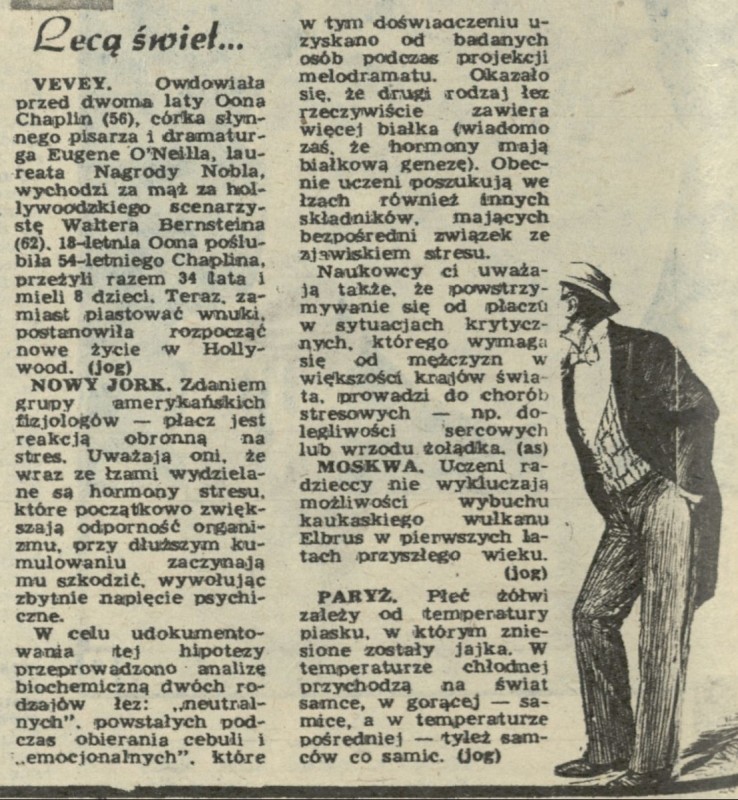 Lecą świet...
VEVEY. Owdowiała
przed dwoma laty Oona
Chaplin (56), córka słyn-
nego pisarza i dramatur-
ga Eugene O'Neilla, lau-
reata Nagrody Nobla,
wychodzi za mąż za hol-
lywoodzkiego scenarzy-
stę Waltera Bernsteina
(62). 18-letnia Oona poślu-
biła 54-letniego Chaplina,
przeżyli razem 34 lata i
mieli 8 dzieci. Teraz, za-
miast piastować wnuki,
postanowiła rozpocząć
nowe życie w Holly-
wood. (jog)
NOWY JORK. Zdaniem
grupy amerykańskich
fizjologów — płacz jest
reakcją obronną na
stres. Uważają oni, że
wraz ze łzami wydziela-
ne są hormony stresu,
które początkowo zwięk-
szają odporność organi-
zmu, przy dłuższym ku-
mulowaniu zaczynają
mu szkodzić, wywołując
zbytnie napięcie psychi-
czne.
W celu udokumento-
wania tej hipotezy
przeprowadzono analizę
biochemiczną dwóch ro-
dzajów łez: „neutral-
nych”, powstałych pod-
czas obierania cebuli i
„emocjonalnych”, które
w tym doświadczeniu u-
zyskano od badanych
osób podczas projekcji
melodramatu. Okazało
się, że drugi rodzaj łez
rzeczywiście zawiera
więcej białka (wiadomo
zaś, że hormony mają
białkową genezę). Obec-
nie uczeni poszukują we
łzach również innych
składników, mających
bezpośredni związek ze
zjawiskiem stresu.
Naukowcy ci uważa-
ją także, że powstrzy-
mywanie się od płaczu
w sytuacjach krytycz-
nych, którego wymaga
się od mężczyzn w
większości krajów świa-
ta, prowadzi do chorób
stresowych — np. do-
legliwości sercowych
lub wrzodu żołądka. (as)
MOSKWA. Uczeni ra-
dzieccy nie wykluczają
możliwości wybuchu
kaukaskiego wulkanu
Elbrus w pierwszych la-
tach przyszłego wieku.
(jog)
PARYŻ. Płeć żółwi
zależy od temperatury
piasku, w którym znie-
sione zostały jajka. W
temperaturze chłodnej
przychodzą na świat
samce, w gorącej — sa-
mice, a w temperaturze
pośredniej — tyleż sam-
ców co samic. (jog)